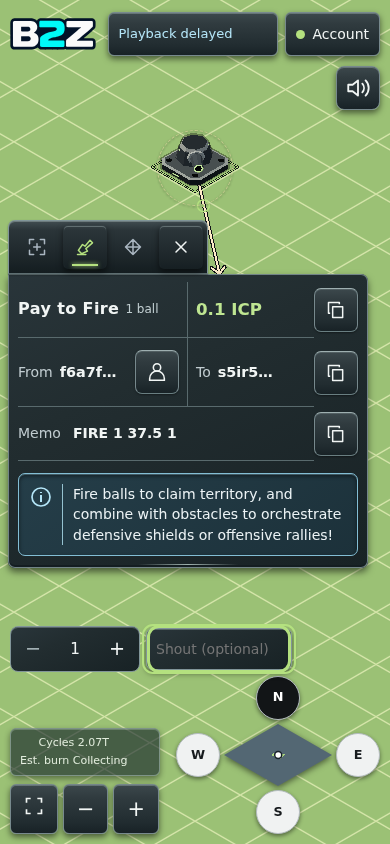 B2Z
Playback delayed
Account
Pay to Fire 1 ball
0.1 ICP
From f6a7f...
To s5ir5...
Memo FIRE 1 37.5 1
Fire balls to claim territory, and
combine with obstacles to orchestrate
defensive shields or offensive rallies!
− 1 +
Shout (optional)
N
W
E
S
Cycles 2.07T
Est. burn Collecting
− +